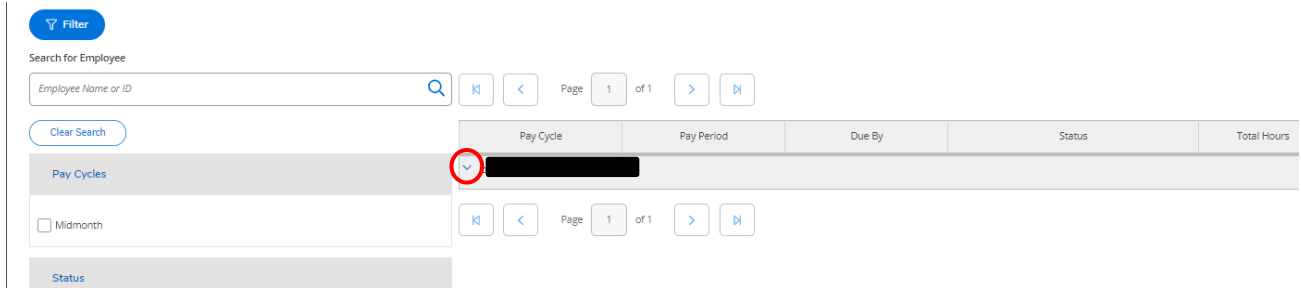 Filter
Search for Employee
Employee Name or ID
Page 1 of 1
Clear Search
Pay Cycle Pay Period Due By Status Total Hours
Pay Cycles
Midmonth
Page 1 of 1
Status